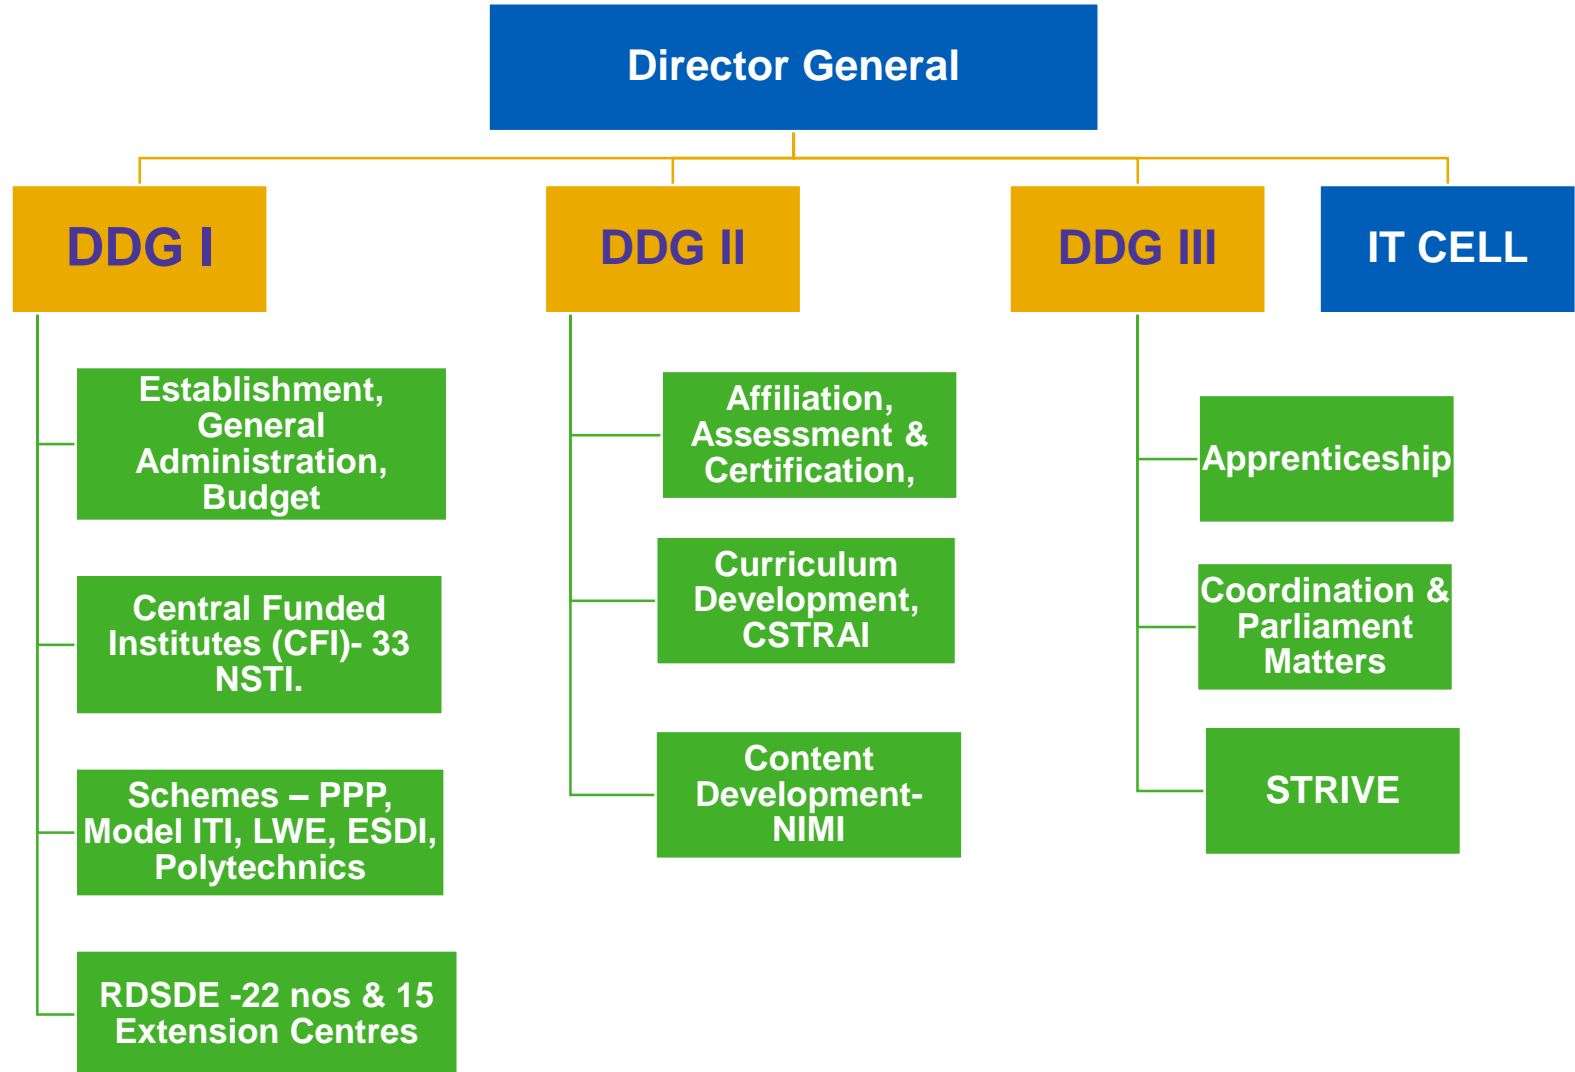 Director General
DDG I
DDG II
DDG III
IT CELL
Establishment,
General
Administration,
Budget
Central Funded
Institutes (CFI)- 33
NSTI.
Schemes – PPP,
Model ITI, LWE, ESDI,
Polytechnics
RDSDE -22 nos & 15
Extension Centres
Affiliation,
Assessment &
Certification,
Curriculum
Development,
CSTRAI
Content
Development-
NIMI
Apprenticeship
Coordination &
Parliament
Matters
STRIVE